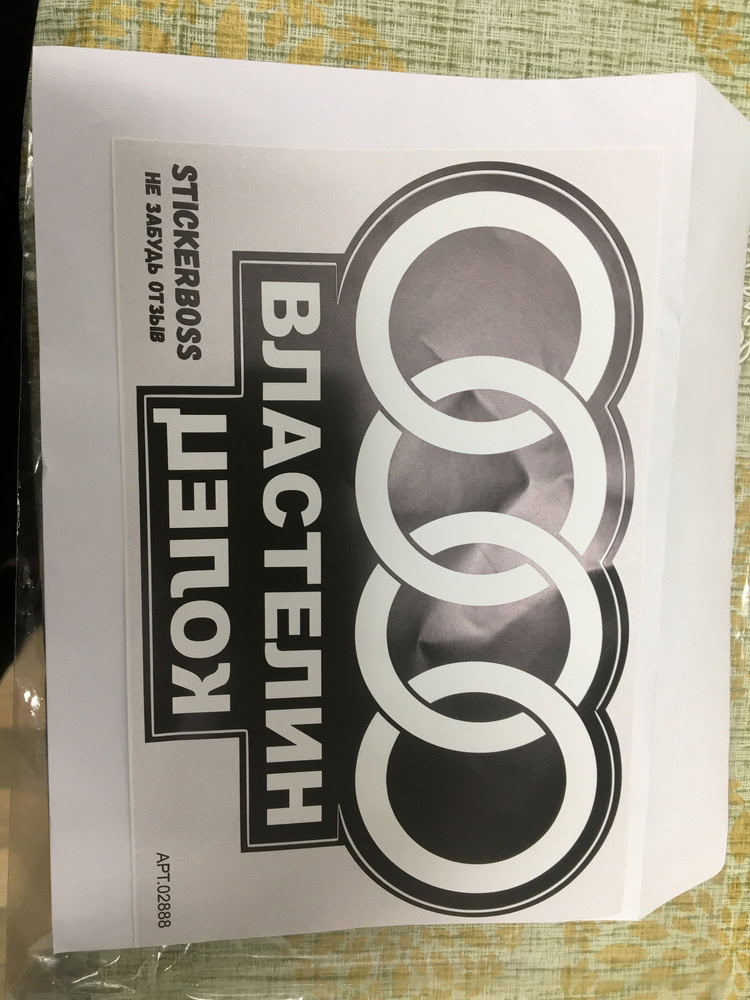 ВЛАСТЕЛИН
КОЛЕЦ
STICKERBOSS
НЕ ЗАБУДЬ ОТЗЫВ
АРТ.02888